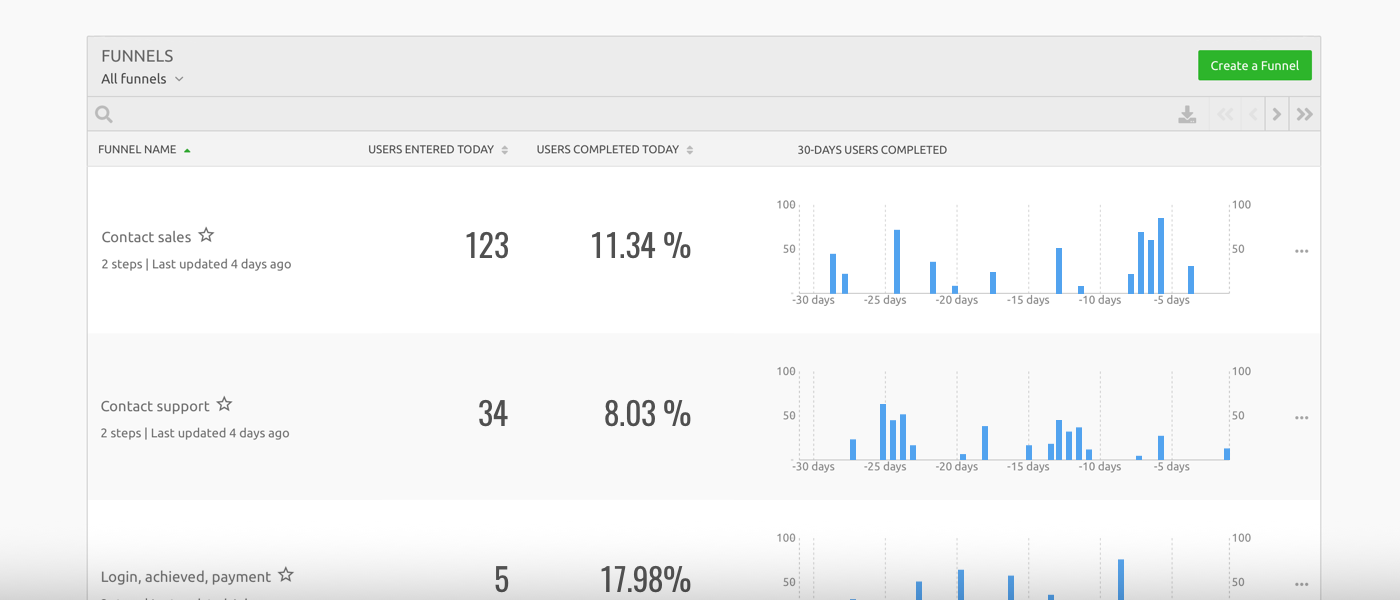 FUNNELS
All funnels
Create a Funnel
FUNNEL NAME USERS ENTERED TODAY USERS COMPLETED TODAY 30-DAYS USERS COMPLETED
100 100
Contact sales 123 11.34 % 50 50
2 steps | Last updated 4 days ago
-30 days -25 days -20 days -15 days -10 days -5 days
100 100
Contact support 34 8.03 % 50 50
2 steps | Last updated 4 days ago
-30 days -25 days -20 days -15 days -10 days -5 days
100 100
Login, achieved, payment 5 17.98% 50 50